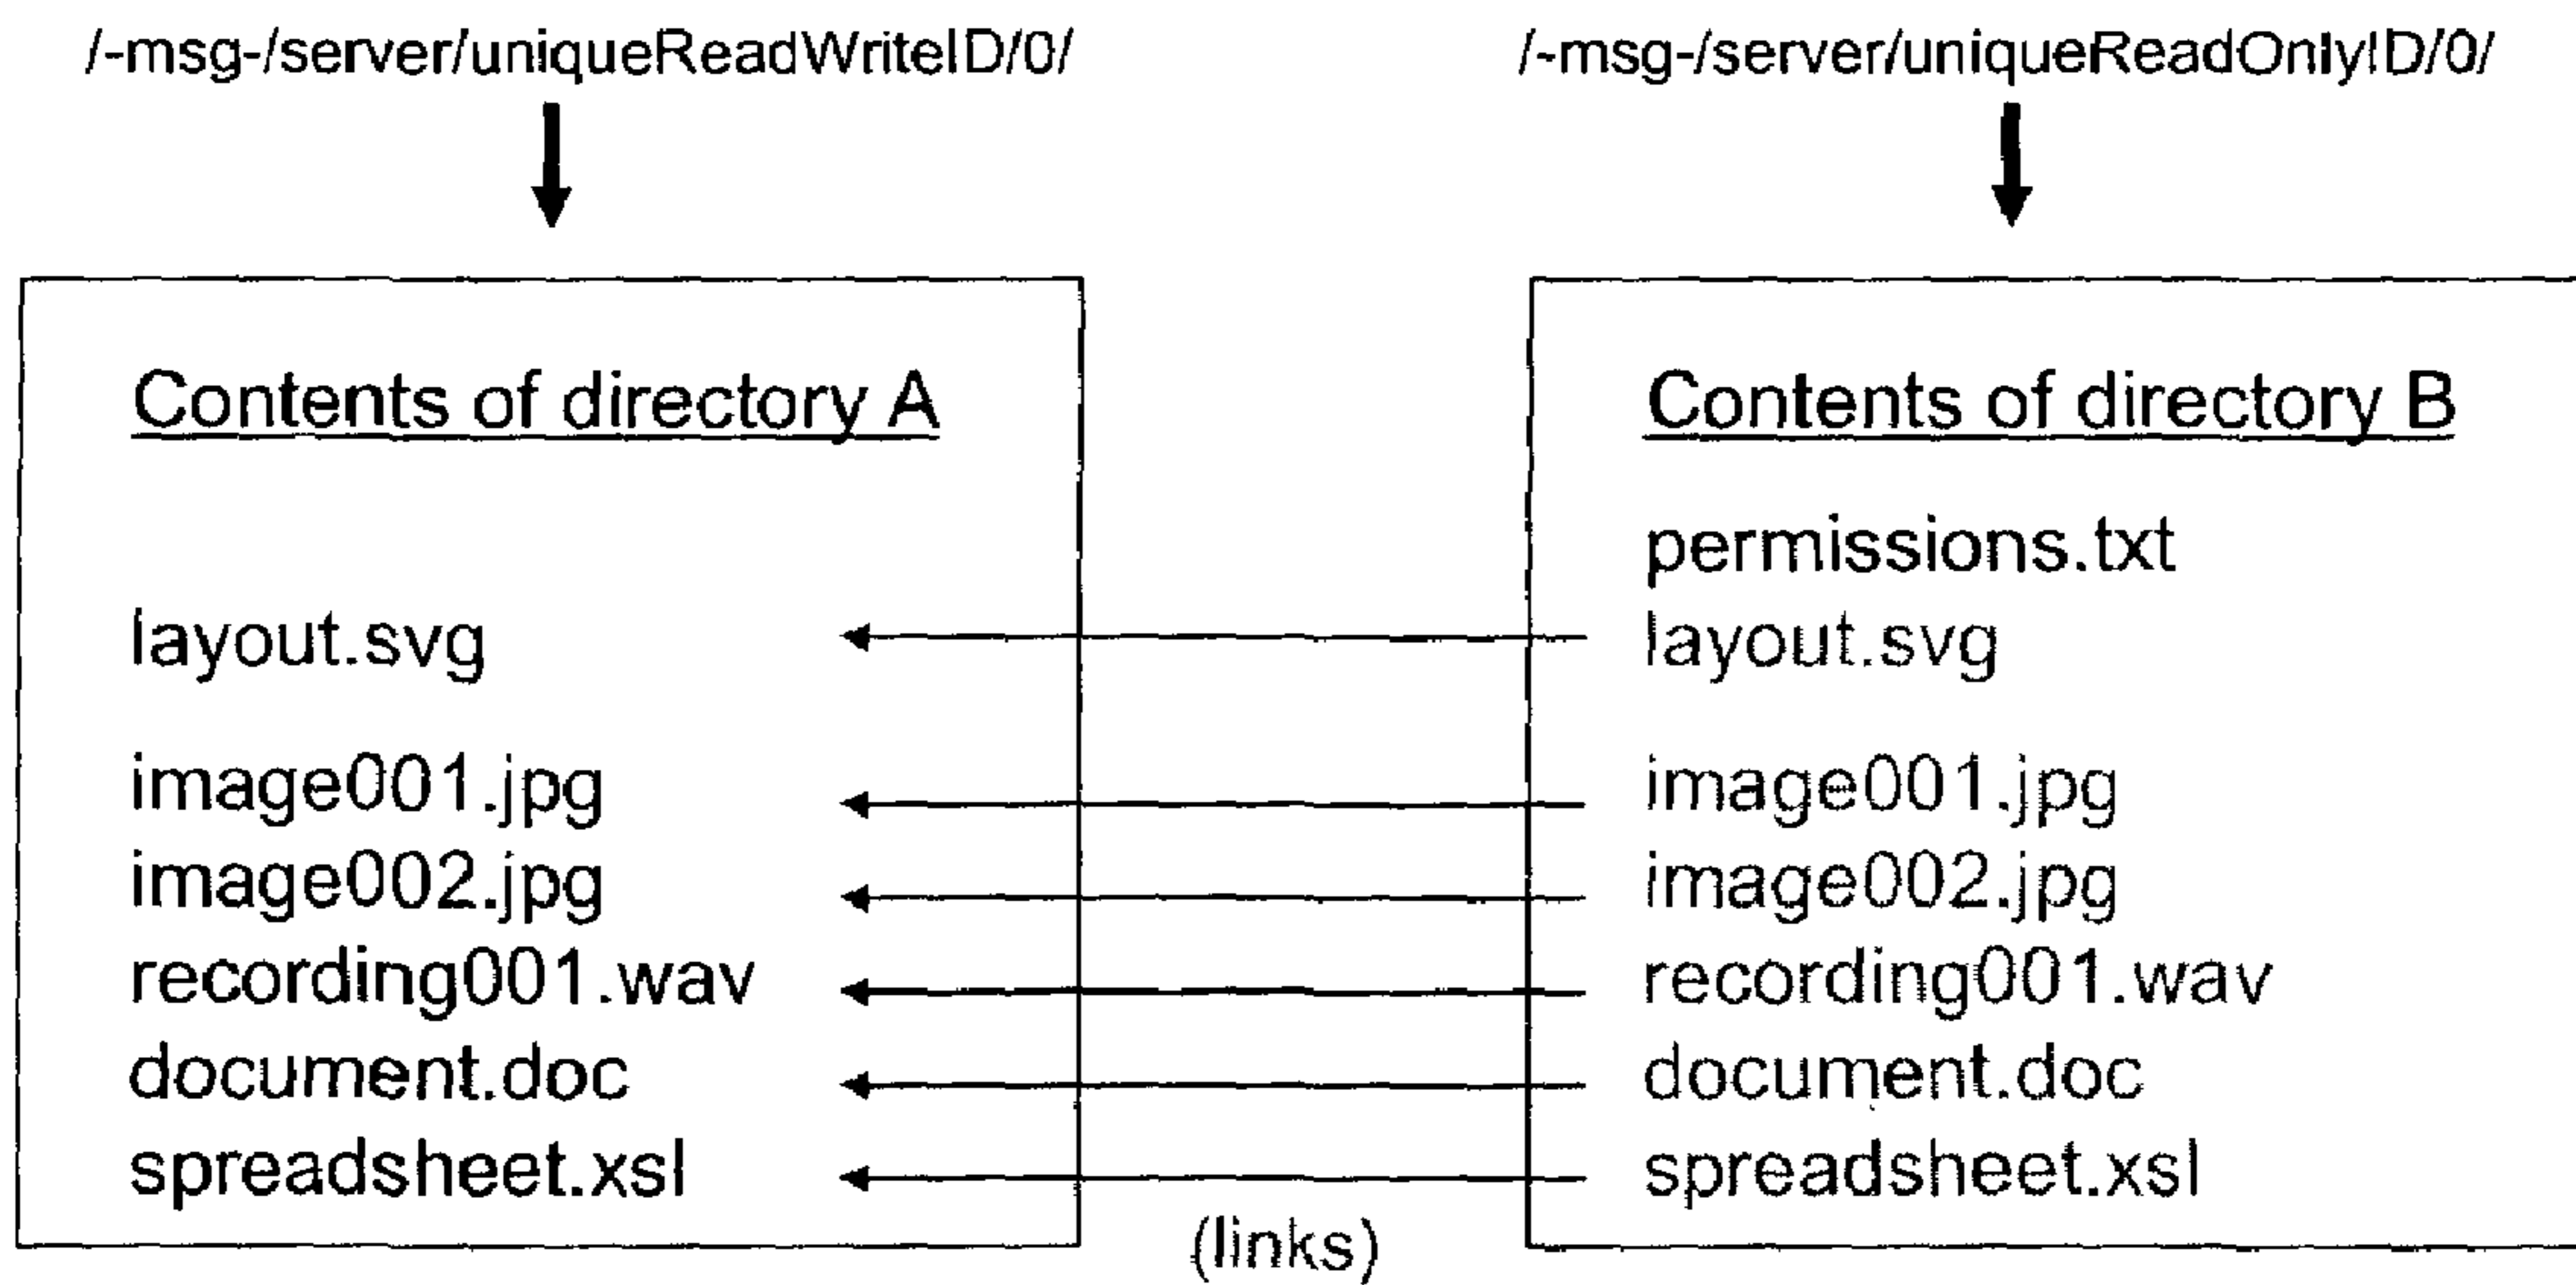 /-msg-/server/uniqueReadWriteID/0/
/-msg-/server/uniqueReadOnlyID/0/
Contents of directory A
layout.svg
image001.jpg
image002.jpg
recording001.wav
document.doc
spreadsheet.xsl
Contents of directory B
permissions.txt
layout.svg
image001.jpg
image002.jpg
recording001.wav
document.doc
spreadsheet.xsl
(links)